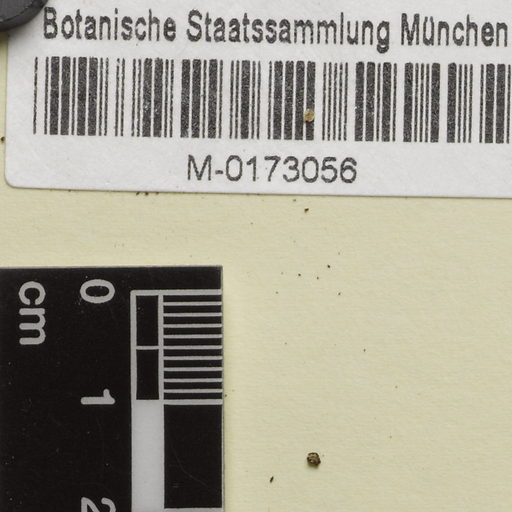 Botanische Staatssammlung München
M-0173056
cm
0
1
2